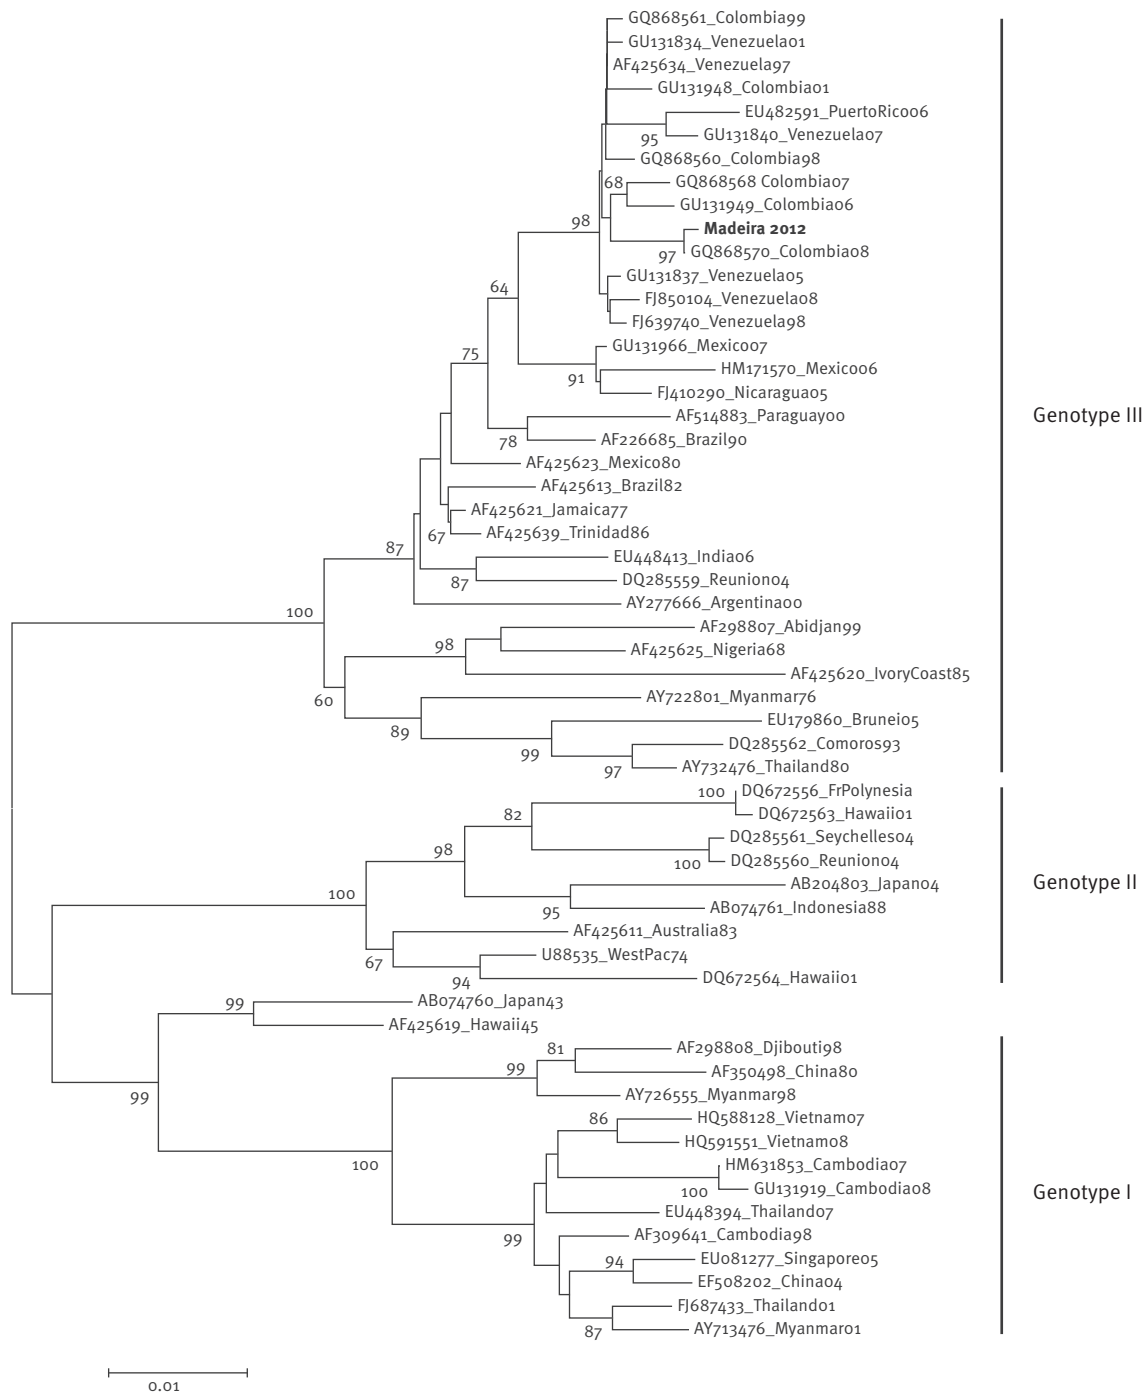 GQ868561_Colombia99
GU131834_Venezuela01
AF425634_Venezuela97
GU131948_Colombia01
EU482591_PuertoRico06
95
GU131840_Venezuela07
GQ868560_Colombia98
68
GQ868568 Colombia07
GU131949_Colombia06
98
Madeira 2012
97
GQ868570_Colombia08
GU131837_Venezuela05
64
FJ850104_Venezuela08
FJ639740_Venezuela98
75
GU131966_Mexico07
91
HM171570_Mexico06
FJ410290_Nicaragua05
Genotype III
AF514883_Paraguay00
78
AF226685_Brazil90
AF425623_Mexico80
AF425613_Brazil82
AF425621_Jamaica77
67
AF425639_Trinidad86
87
EU448413_India06
87
DQ285559_Reunion04
AY277666_Argentina00
100
AF298807_Abidjan99
98
AF425625_Nigeria68
AF425620_IvoryCoast85
60
AY722801_Myanmar76
89
EU179860_Brunei05
99
DQ285562_Comoros93
97
AY732476_Thailand80
100
DQ672556_FrPolynesia
82
DQ672563_Hawaii01
98
DQ285561_Seychelles04
100
DQ285560_Reunion04
100
AB204803_Japan04
Genotype II
95
AB074761_Indonesia88
AF425611_Australia83
67
U88535_WestPac74
94
DQ672564_Hawaii01
99
AB074760_Japan43
AF425619_Hawaii45
81
AF298808_Djibouti98
99
AF350498_China80
99
AY726555_Myanmar98
86
HQ588128_Vietnam07
HQ591551_Vietnam08
100
HM631853_Cambodia07
100
GU131919_Cambodia08
Genotype I
EU448394_Thailand07
99
AF309641_Cambodia98
94
EU081277_Singapore05
EF508202_China04
FJ687433_Thailand01
87
AY713476_Myanmar01
0.01